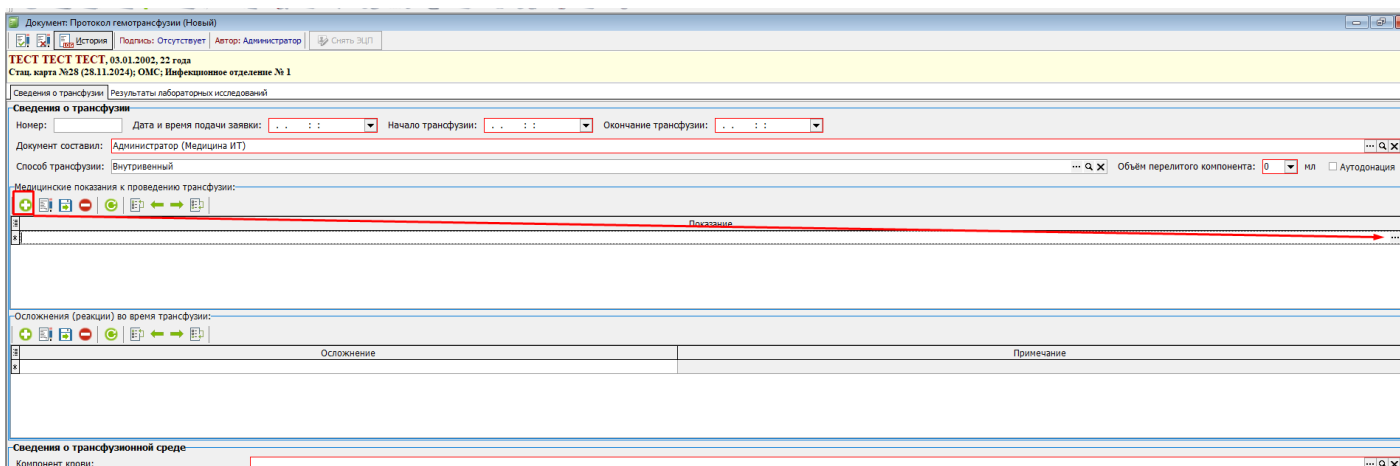 Документ: Протокол гемотрансфузии (Новый)
История Подпись: Отсутствует Автор: Администратор Снять ЭЦП
ТЕСТ ТЕСТ ТЕСТ, 03.01.2002, 22 года
Стац. карта №28 (28.11.2024); ОМС; Инфекционное отделение № 1
Сведения о трансфузии Результаты лабораторных исследований
Сведения о трансфузии
Номер: Дата и время подачи заявки: . . : : Начало трансфузии: . . : : Окончание трансфузии: . . : :
Документ составил: Администратор (Медицина ИТ) ...
Способ трансфузии: Внутривенный ... Объём перелитого компонента: 0 мл Аутодонация
Медицинские показания к проведению трансфузии:
Показание
...
Осложнения (реакции) во время трансфузии:
Осложнение Примечание
Сведения о трансфузионной среде
Компонент крови: ...